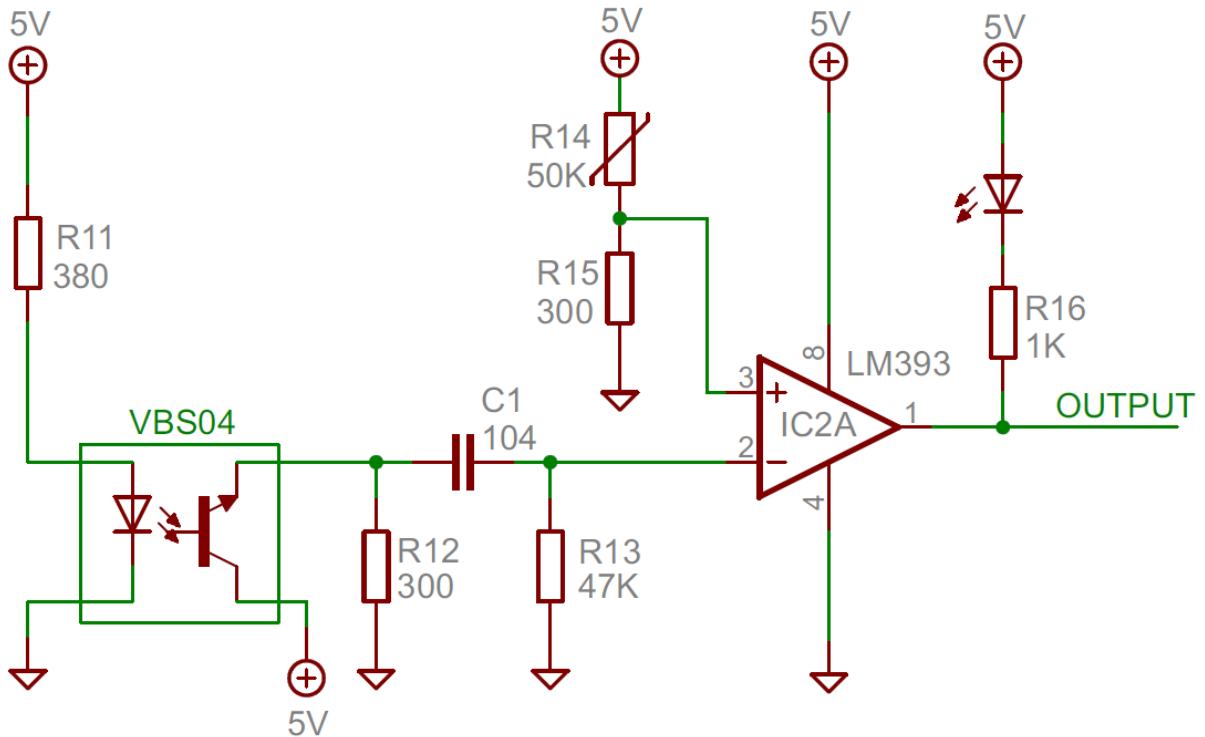 5V
5V
5V
5V
R14
50K
R11
380
R15
300
R16
1K
8
LM393
3
C1
104
1
OUTPUT
VBS04
IC2A
2
4
R12
300
R13
47K
5V